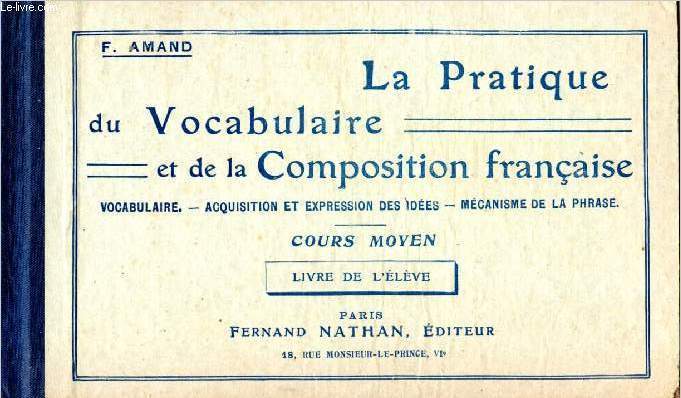 Le-livre.com
F. AMAND
La Pratique
du Vocabulaire
et de la Composition française
VOCABULAIRE. — ACQUISITION ET EXPRESSION DES IDÉES — MÉCANISME DE LA PHRASE.
COURS MOYEN
LIVRE DE L'ÉLÈVE
PARIS
FERNAND NATHAN, ÉDITEUR
18, RUE MONSIEUR-LE-PRINCE, VIe